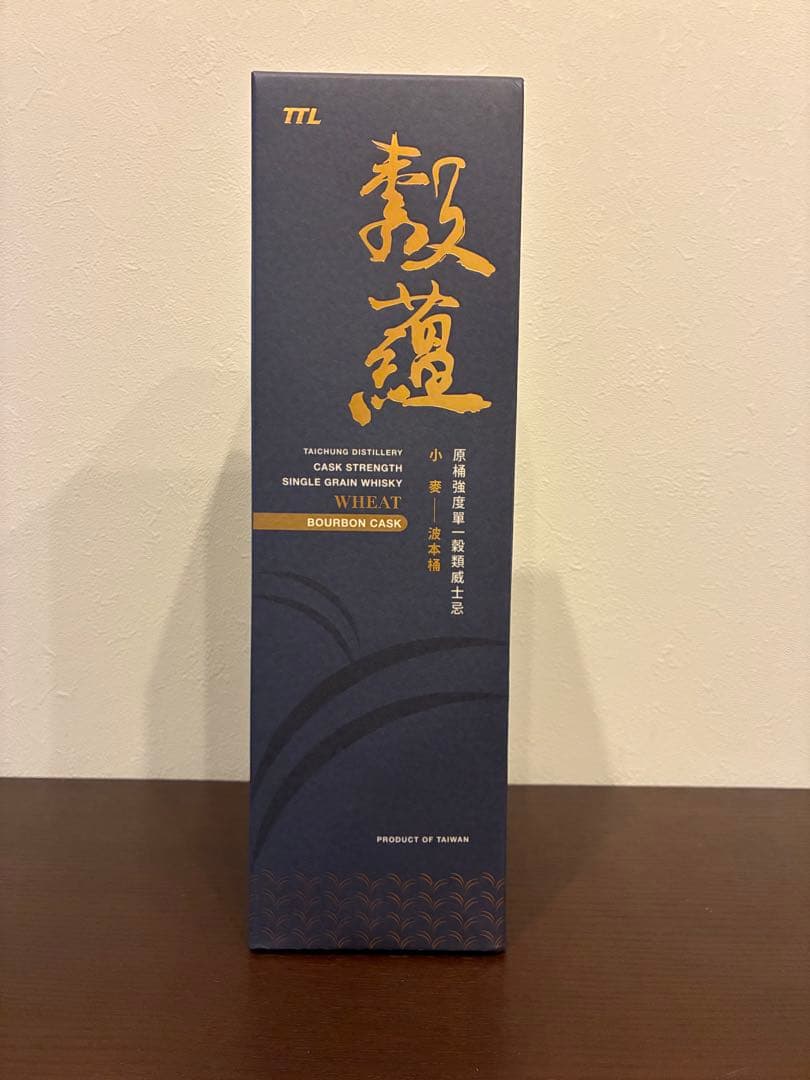 TTL
穀蘊
TAICHUNG DISTILLERY
CASK STRENGTH
SINGLE GRAIN WHISKY
WHEAT
BOURBON CASK
原桶強度單一穀類威士忌
小麥—波本桶
PRODUCT OF TAIWAN